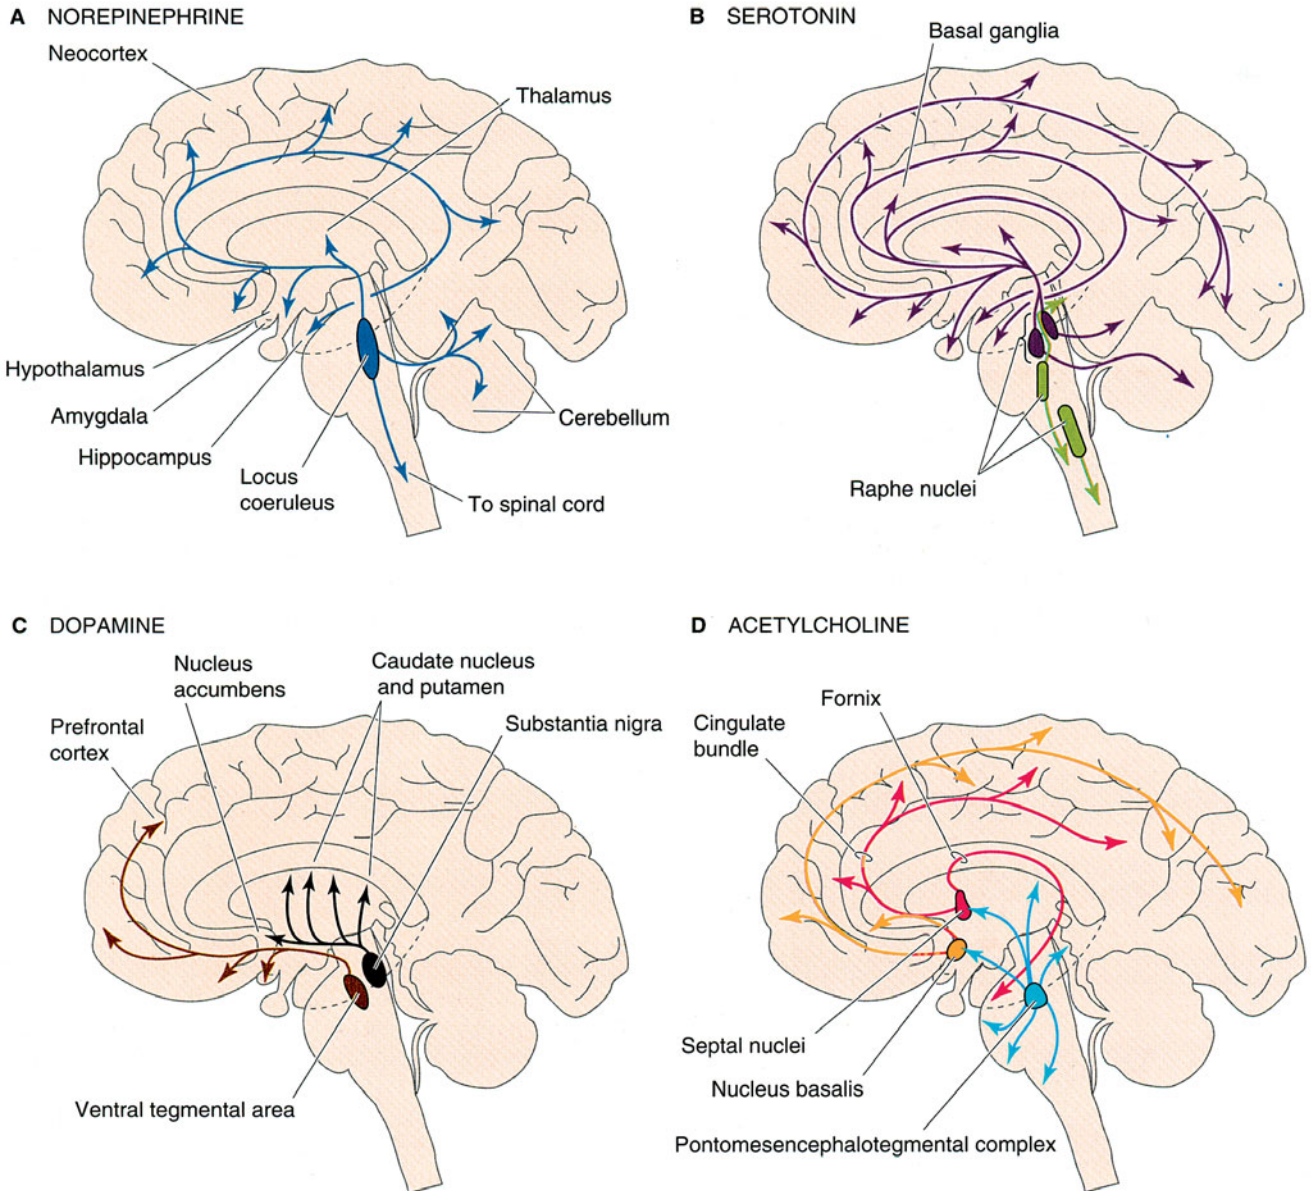 A NOREPINEPHRINE
Neocortex
Thalamus
Hypothalamus
Amygdala
Hippocampus
Locus
coeruleus
Cerebellum
To spinal cord
B SEROTONIN
Basal ganglia
Raphe nuclei
C DOPAMINE
Nucleus
accumbens
Caudate nucleus
and putamen
Prefrontal
cortex
Substantia nigra
Ventral tegmental area
D ACETYLCHOLINE
Fornix
Cingulate
bundle
Septal nuclei
Nucleus basalis
Pontomesencephalotegmental complex